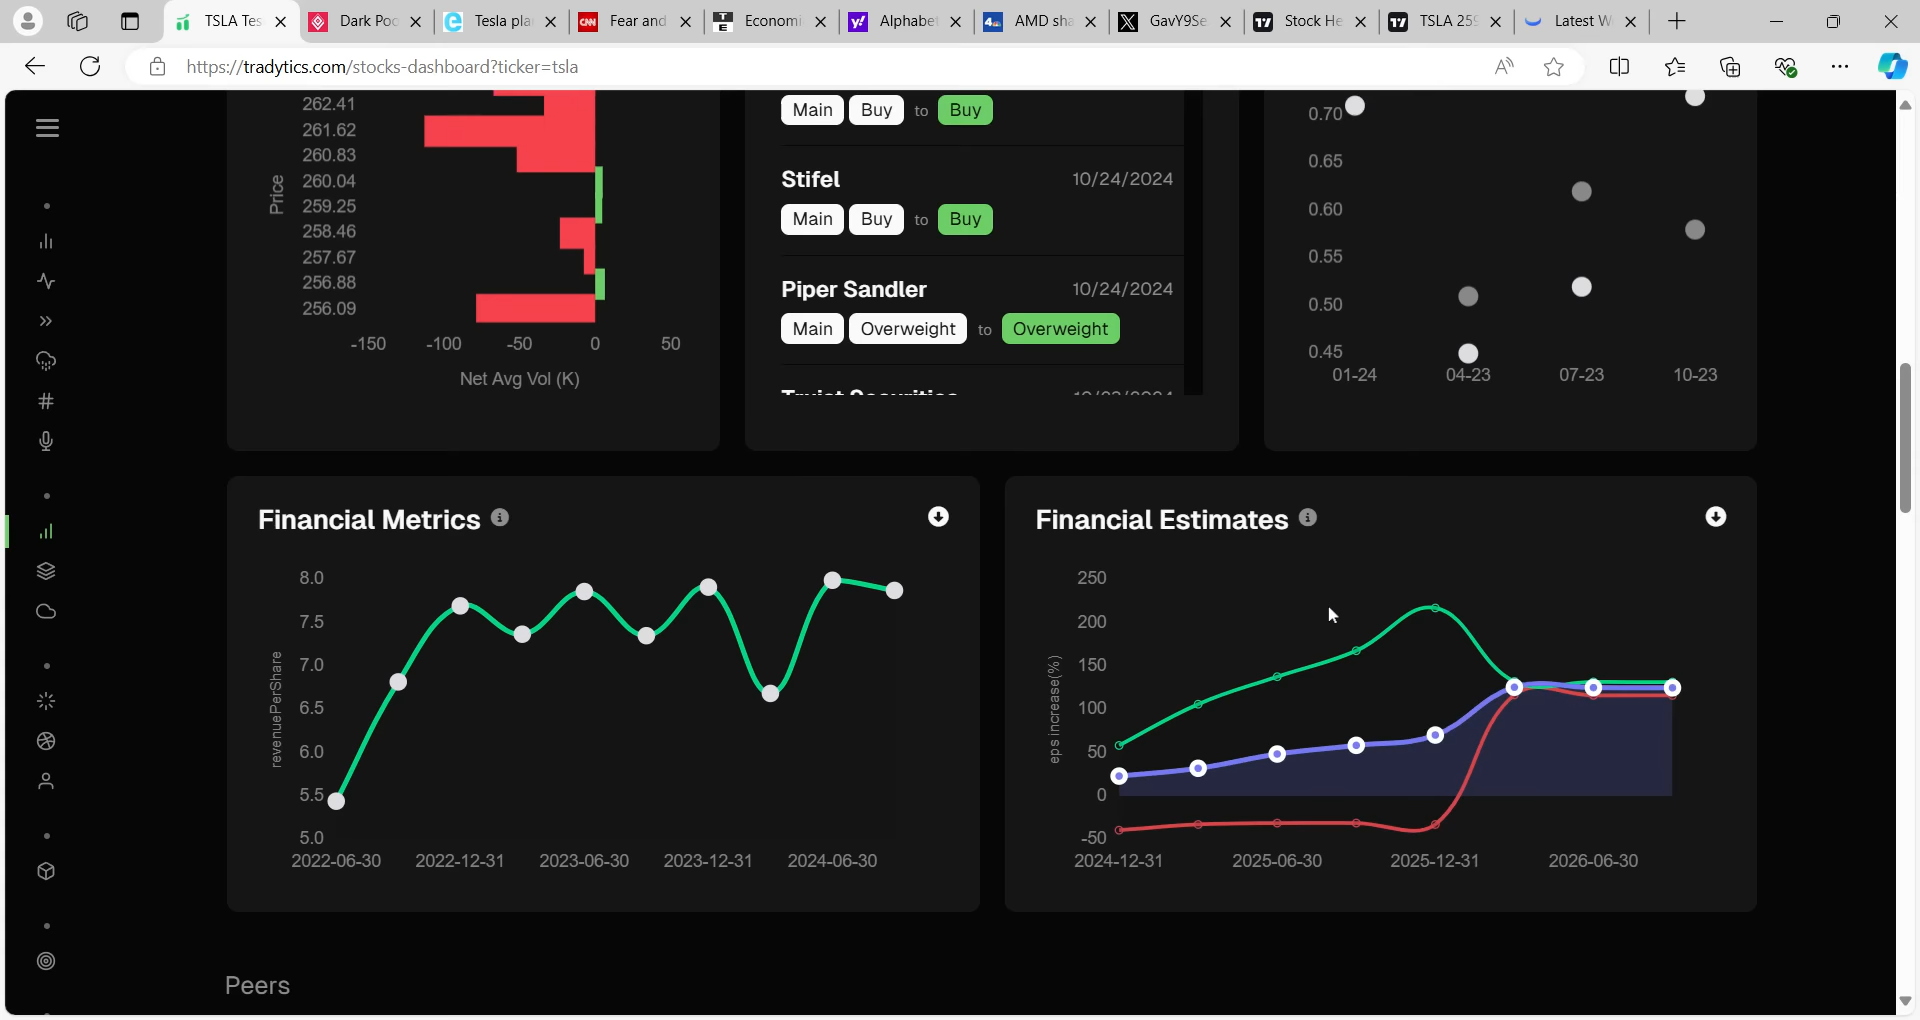 TSLA Tes
Dark Poo
Tesla pla
CNN Fear and
TE Economi
y! Alphabet
AMD sha
X GavY9Se
Stock He
TSLA 259
Latest W
https://tradytics.com/stocks-dashboard?ticker=tsla
Price
262.41
261.62
260.83
260.04
259.25
258.46
257.67
256.88
256.09
-150 -100 -50 0 50
Net Avg Vol (K)
Main Buy to Buy
Stifel 10/24/2024
Main Buy to Buy
Piper Sandler 10/24/2024
Main Overweight to Overweight
Truist Securities
0.70
0.65
0.60
0.55
0.50
0.45
01-24 04-23 07-23 10-23
Financial Metrics
revenuePerShare
8.0
7.5
7.0
6.5
6.0
5.5
5.0
2022-06-30 2022-12-31 2023-06-30 2023-12-31 2024-06-30
Financial Estimates
eps increase(%)
250
200
150
100
50
0
-50
2024-12-31 2025-06-30 2025-12-31 2026-06-30
Peers